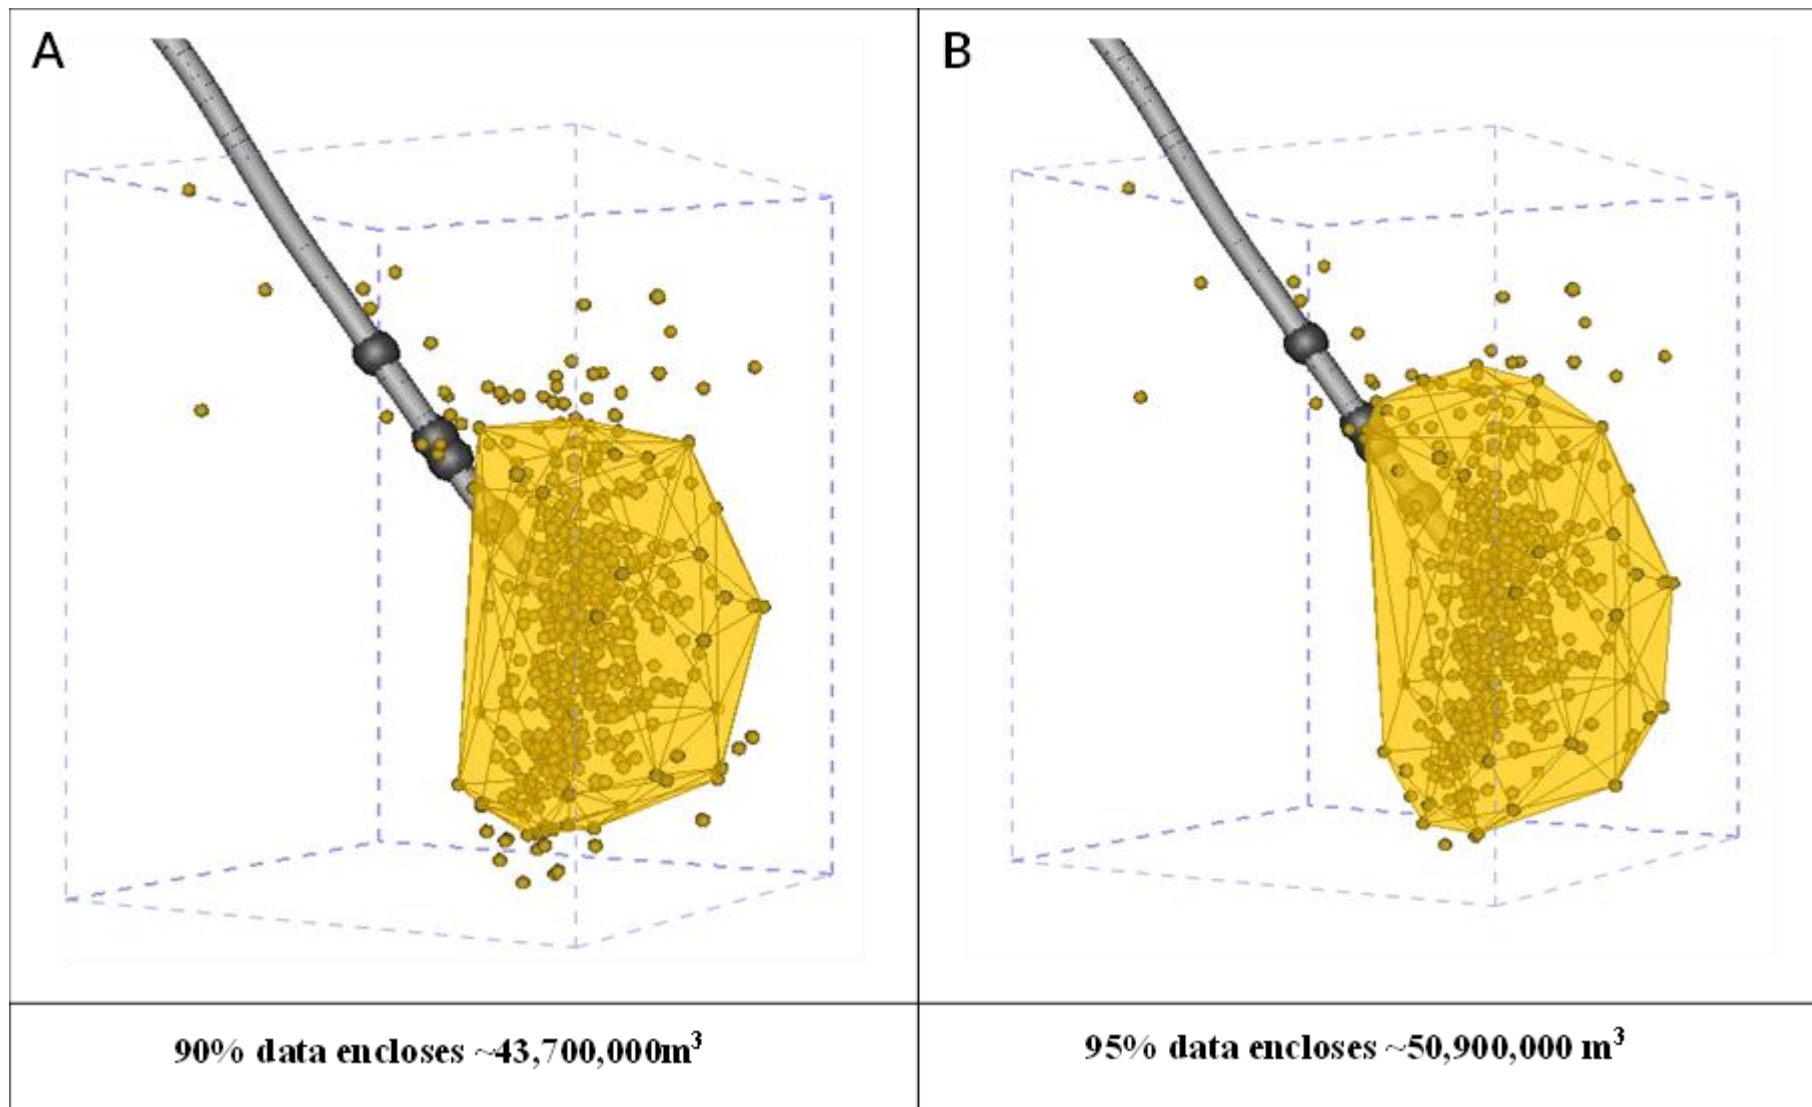 A
B
90% data encloses ~43,700,000m³
95% data encloses ~50,900,000 m³